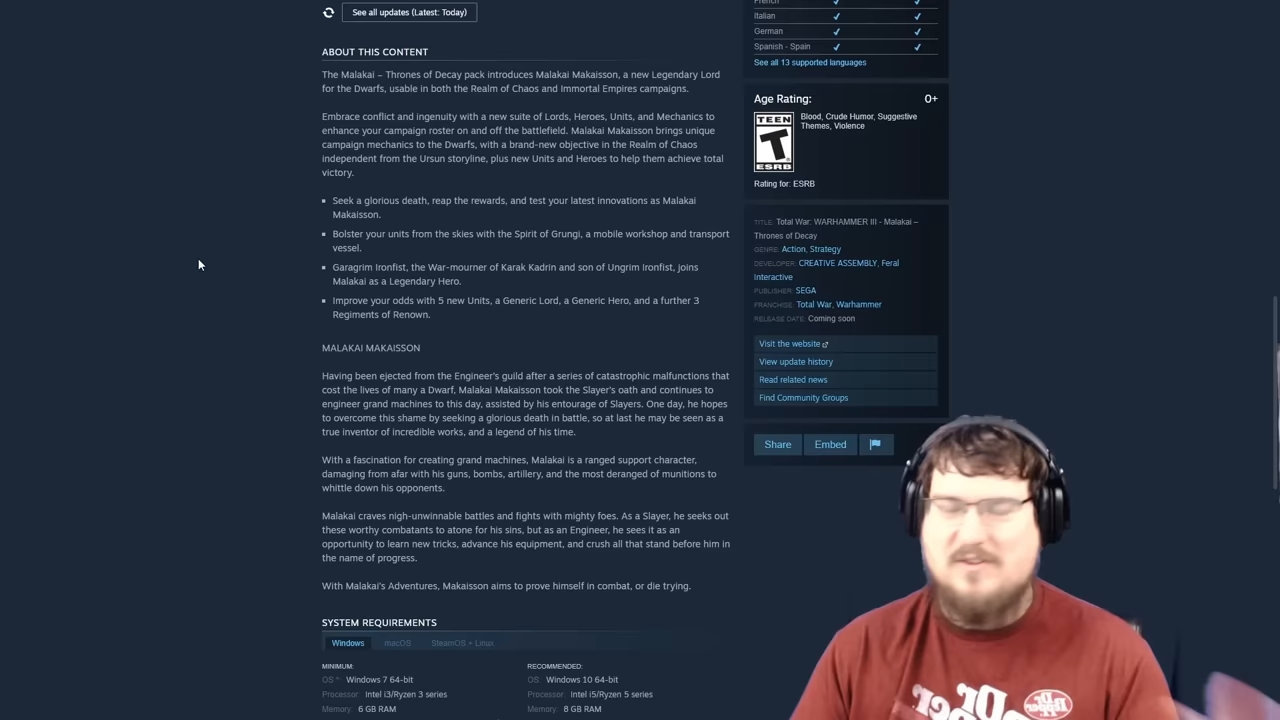 See all updates (Latest: Today)
ABOUT THIS CONTENT
The Malakai – Thrones of Decay pack introduces Malakai Makaisson, a new Legendary Lord
for the Dwarfs, usable in both the Realm of Chaos and Immortal Empires campaigns.
Embrace conflict and ingenuity with a new suite of Lords, Heroes, Units, and Mechanics to
enhance your campaign roster on and off the battlefield. Malakai Makaisson brings unique
campaign mechanics to the Dwarfs, with a brand-new objective in the Realm of Chaos
independent from the Ursun storyline, plus new Units and Heroes to help them achieve total
victory.
Seek a glorious death, reap the rewards, and test your latest innovations as Malakai
Makaisson.
Bolster your units from the skies with the Spirit of Grungi, a mobile workshop and transport
vessel.
Garagrim Ironfist, the War-mourner of Karak Kadrin and son of Ungrim Ironfist, joins
Malakai as a Legendary Hero.
Improve your odds with 5 new Units, a Generic Lord, a Generic Hero, and a further 3
Regiments of Renown.
MALAKAI MAKAISSON
Having been ejected from the Engineer's guild after a series of catastrophic malfunctions that
cost the lives of many a Dwarf, Malakai Makaisson took the Slayer's oath and continues to
engineer grand machines to this day, assisted by his entourage of Slayers. One day, he hopes
to overcome this shame by seeking a glorious death in battle, so at last he may be seen as a
true inventor of incredible works, and a legend of his time.
With a fascination for creating grand machines, Malakai is a ranged support character,
damaging from afar with his guns, bombs, artillery, and the most deranged of munitions to
whittle down his opponents.
Malakai craves nigh-unwinnable battles and fights with mighty foes. As a Slayer, he seeks out
these worthy combatants to atone for his sins, but as an Engineer, he sees it as an
opportunity to learn new tricks, advance his equipment, and crush all that stand before him in
the name of progress.
With Malakai's Adventures, Makaisson aims to prove himself in combat, or die trying.
SYSTEM REQUIREMENTS
Windows macOS SteamOS + Linux
MINIMUM:
OS *: Windows 7 64-bit
Processor: Intel i3/Ryzen 3 series
Memory: 6 GB RAM
RECOMMENDED:
OS: Windows 10 64-bit
Processor: Intel i5/Ryzen 5 series
Memory: 8 GB RAM
French
Italian
German
Spanish - Spain
See all 13 supported languages
Age Rating: 0+
TEEN
T
ESRB
Blood, Crude Humor, Suggestive
Themes, Violence
Rating for: ESRB
TITLE: Total War: WARHAMMER III - Malakai –
Thrones of Decay
GENRE: Action, Strategy
DEVELOPER: CREATIVE ASSEMBLY, Feral
Interactive
PUBLISHER: SEGA
FRANCHISE: Total War, Warhammer
RELEASE DATE: Coming soon
Visit the website
View update history
Read related news
Find Community Groups
Share Embed
Dr Pepper